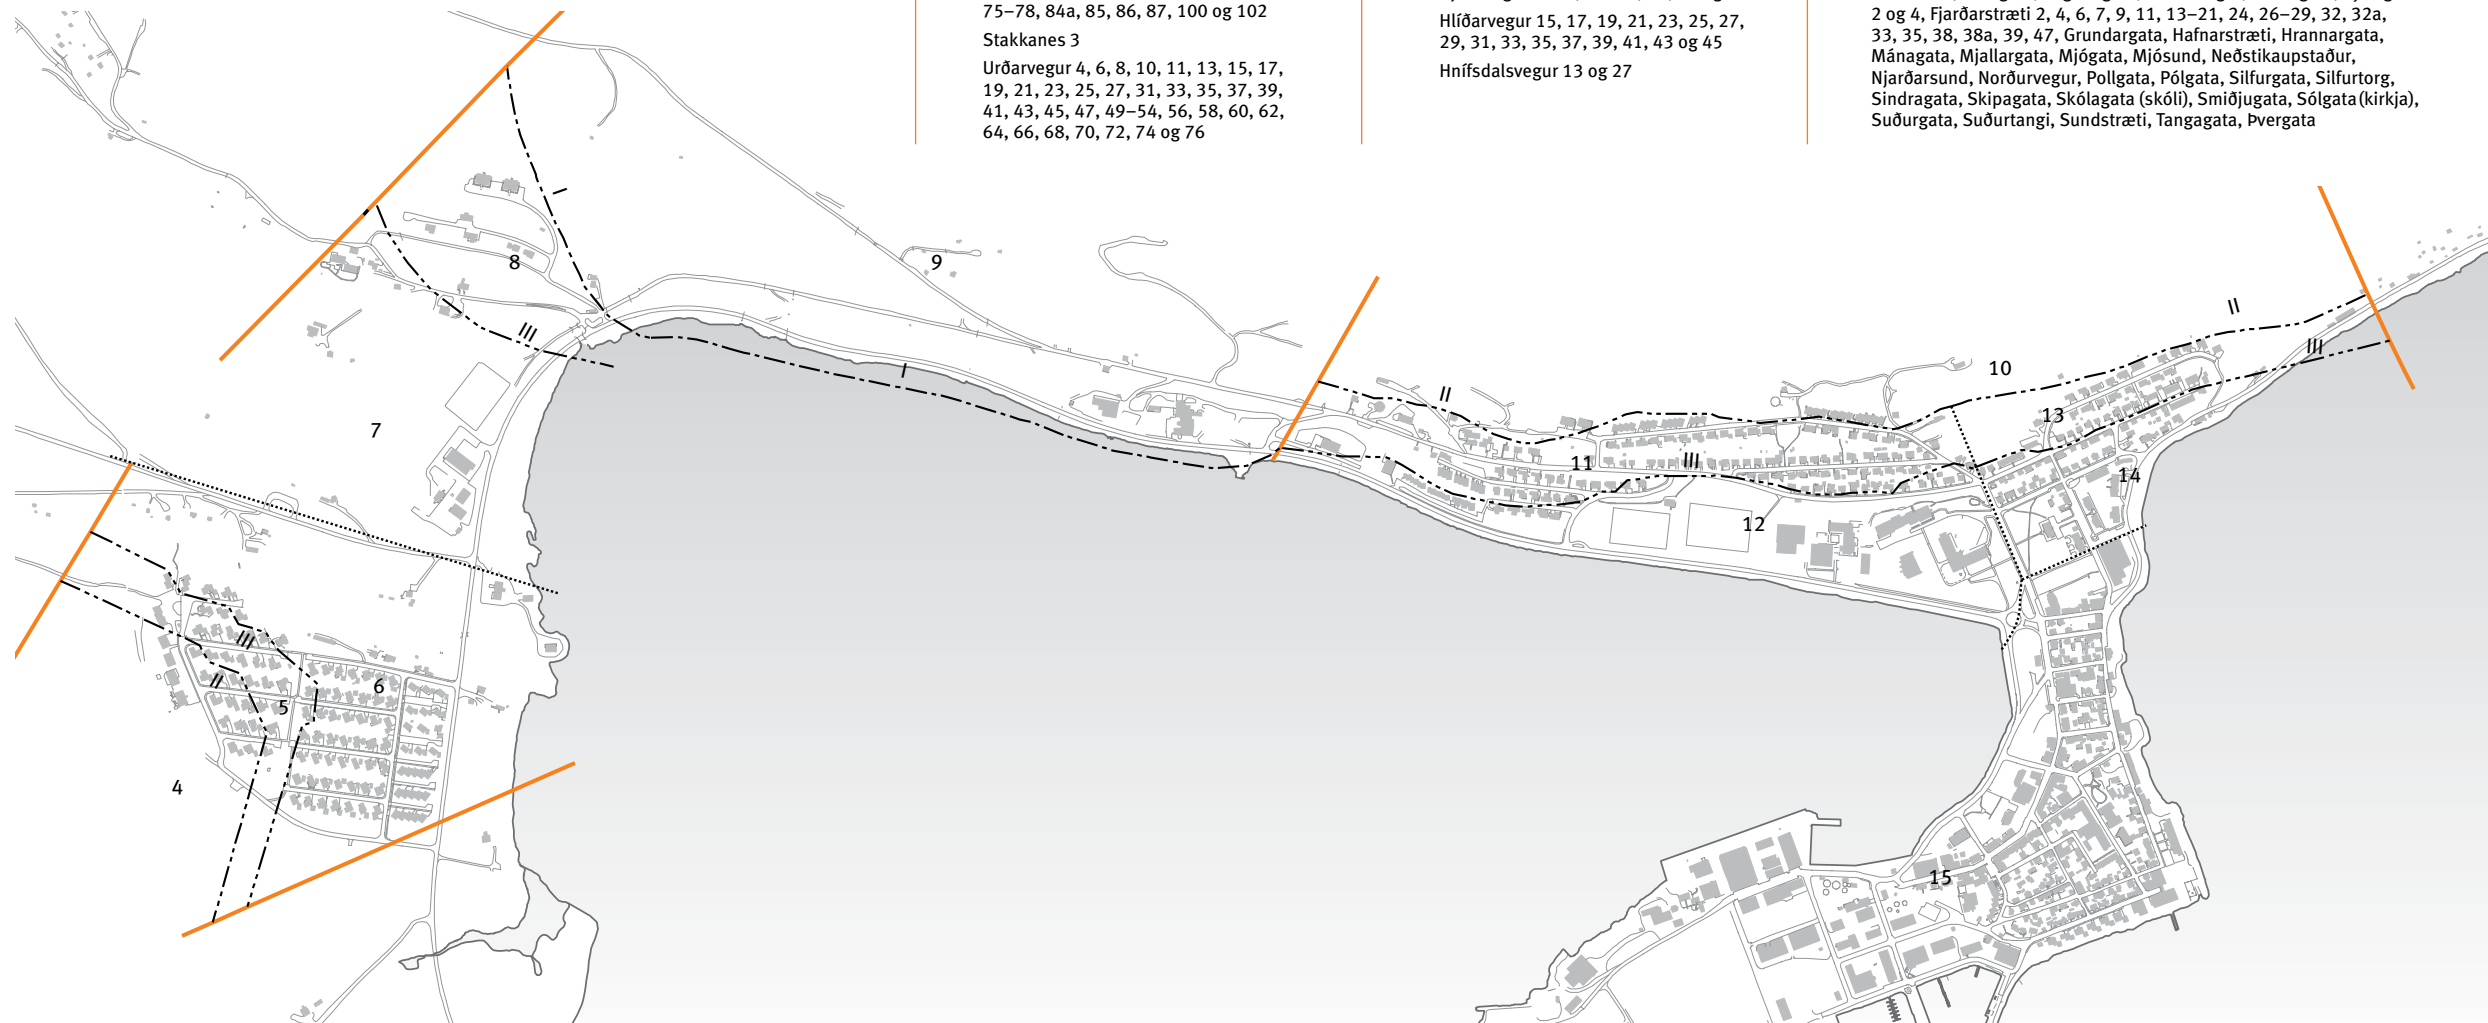 75–78, 84a, 85, 86, 87, 100 og 102
Stakkanes 3
Urðarvegur 4, 6, 8, 10, 11, 13, 15, 17,
19, 21, 23, 25, 27, 31, 33, 35, 37, 39,
41, 43, 45, 47, 49–54, 56, 58, 60, 62,
64, 66, 68, 70, 72, 74 og 76
Hlíðarvegur 15, 17, 19, 21, 23, 25, 27,
29, 31, 33, 35, 37, 39, 41, 43 og 45
Hnífsdalsvegur 13 og 27
2 og 4, Fjarðarstræti 2, 4, 6, 7, 9, 11, 13–21, 24, 26–29, 32, 32a,
33, 35, 38, 38a, 39, 47, Grundargata, Hafnarstræti, Hrannargata,
Mánagata, Mjallargata, Mjógata, Mjósund, Neðstikaupstaður,
Njarðarsund, Norðurvegur, Pollgata, Pólgata, Silfurgata, Silfurtorg,
Sindragata, Skipagata, Skólagata (skóli), Smiðjugata, Sólgata (kirkja),
Suðurgata, Suðurtangi, Sundstræti, Tangagata, Þvergata
I
8
9
III
I
II
10
II
III
7
13
11
III
14
12
III
II
6
5
4
15